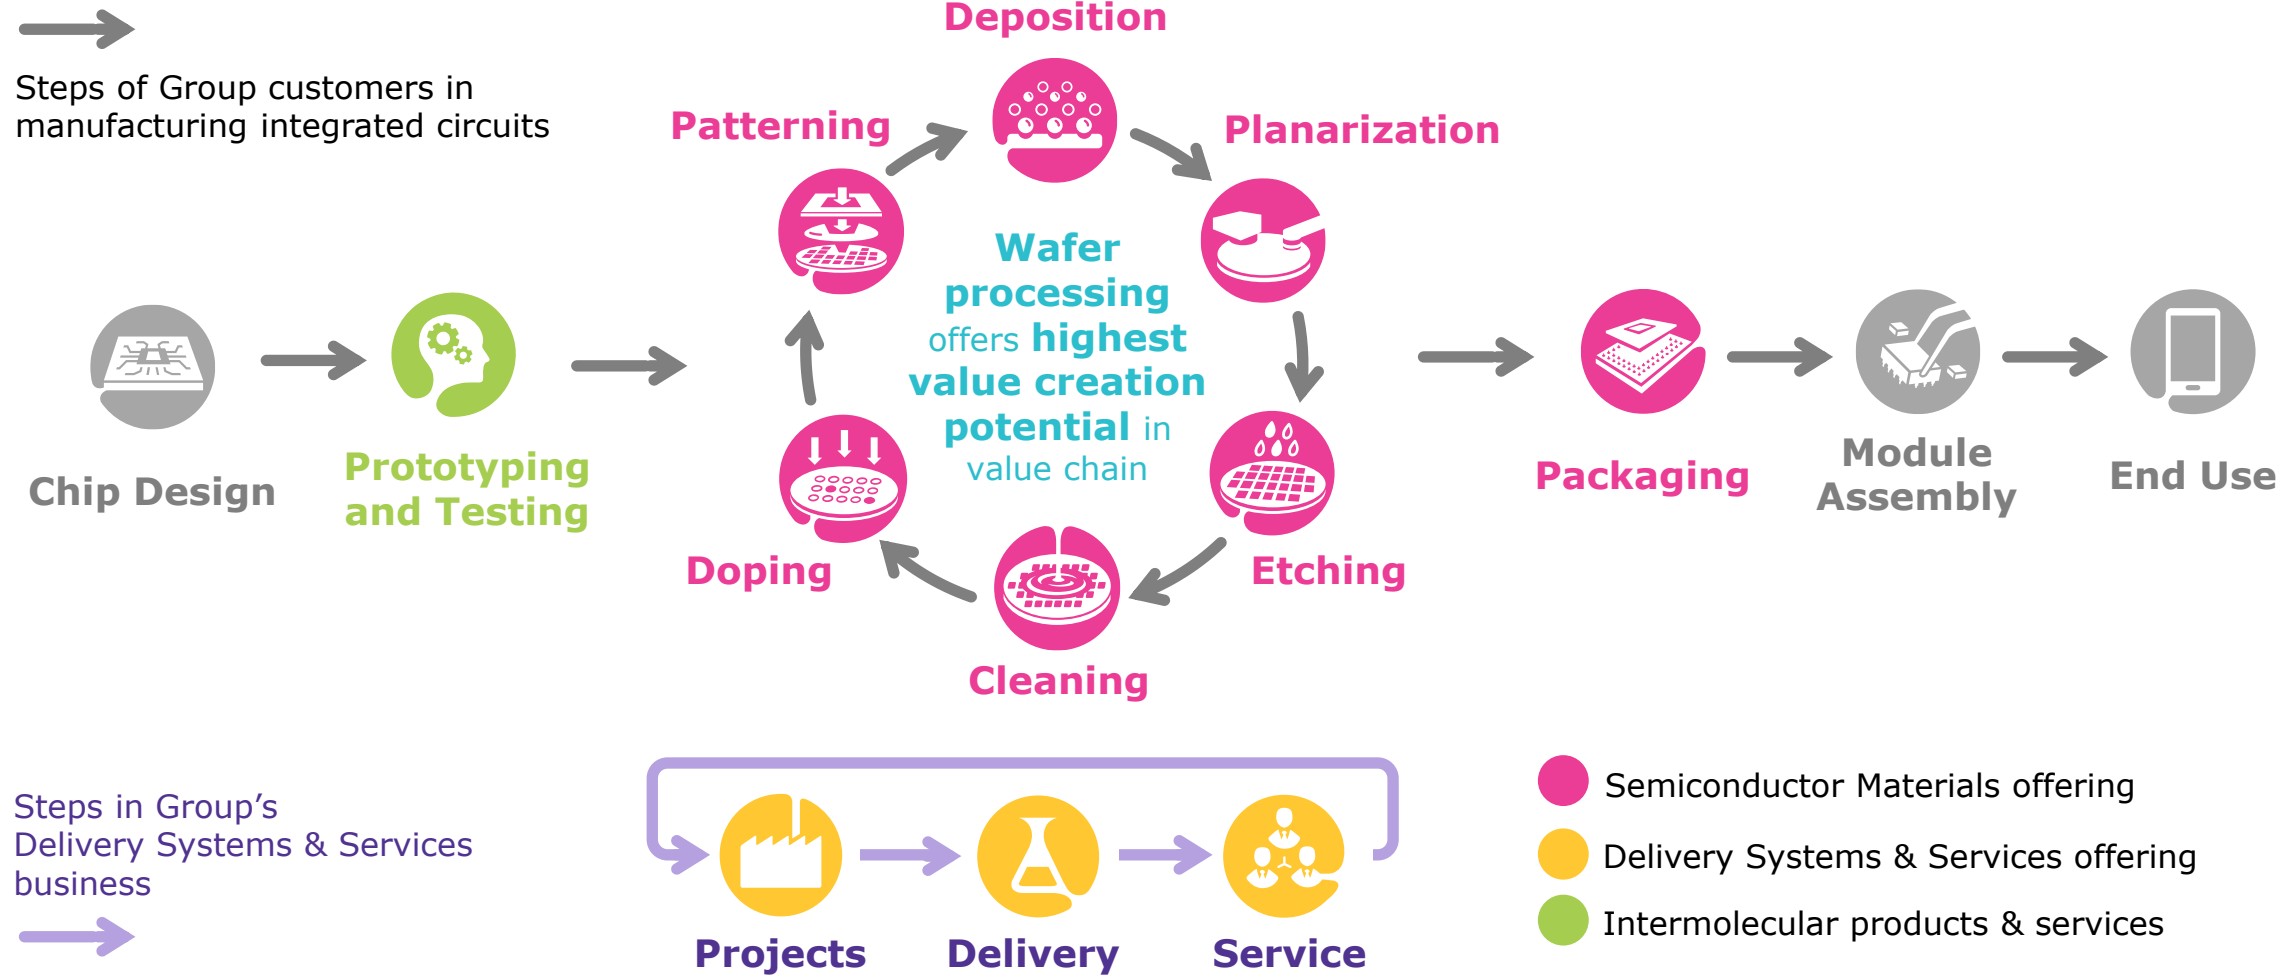 Steps of Group customers in
manufacturing integrated circuits
Deposition
Patterning
Planarization
Wafer
processing
offers highest
value creation
potential in
value chain
Chip Design
Prototyping
and Testing
Doping
Etching
Cleaning
Packaging
Module
Assembly
End Use
Steps in Group’s
Delivery Systems & Services
business
Projects
Delivery
Service
Semiconductor Materials offering
Delivery Systems & Services offering
Intermolecular products & services